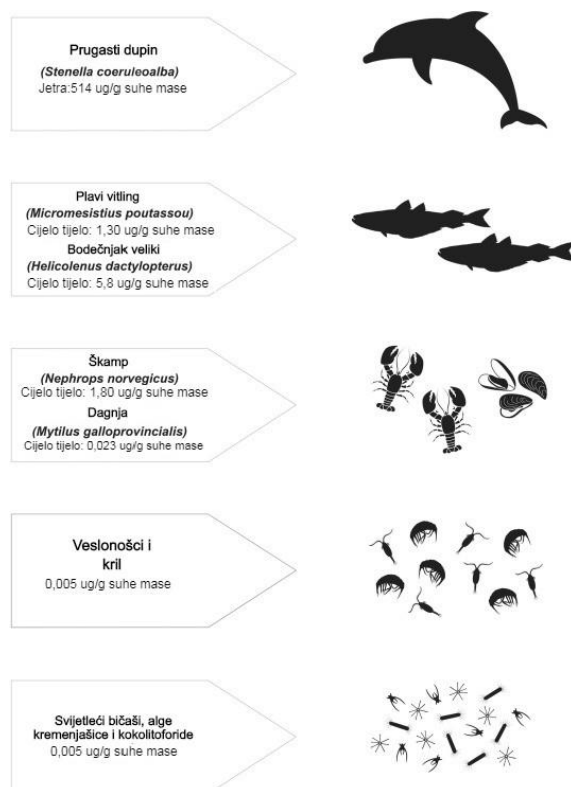 Prugasti dupin
(Stenella coeruleoalba)
Jetra:514 ug/g suhe mase
Plavi vitling
(Micromesistius poutassou)
Cijelo tijelo: 1,30 ug/g suhe mase
Bodečnjak veliki
(Helicolenus dactylopterus)
Cijelo tijelo: 5,8 ug/g suhe mase
Škamp
(Nephrops norvegicus)
Cijelo tijelo: 1,80 ug/g suhe mase
Dagnja
(Mytilus galloprovincialis)
Cijelo tijelo: 0,023 ug/g suhe mase
Veslonošci i
kril
0,005 ug/g suhe mase
Svijetleći bičaši, alge
kremenjašice i kokolitoforide
0,005 ug/g suhe mase